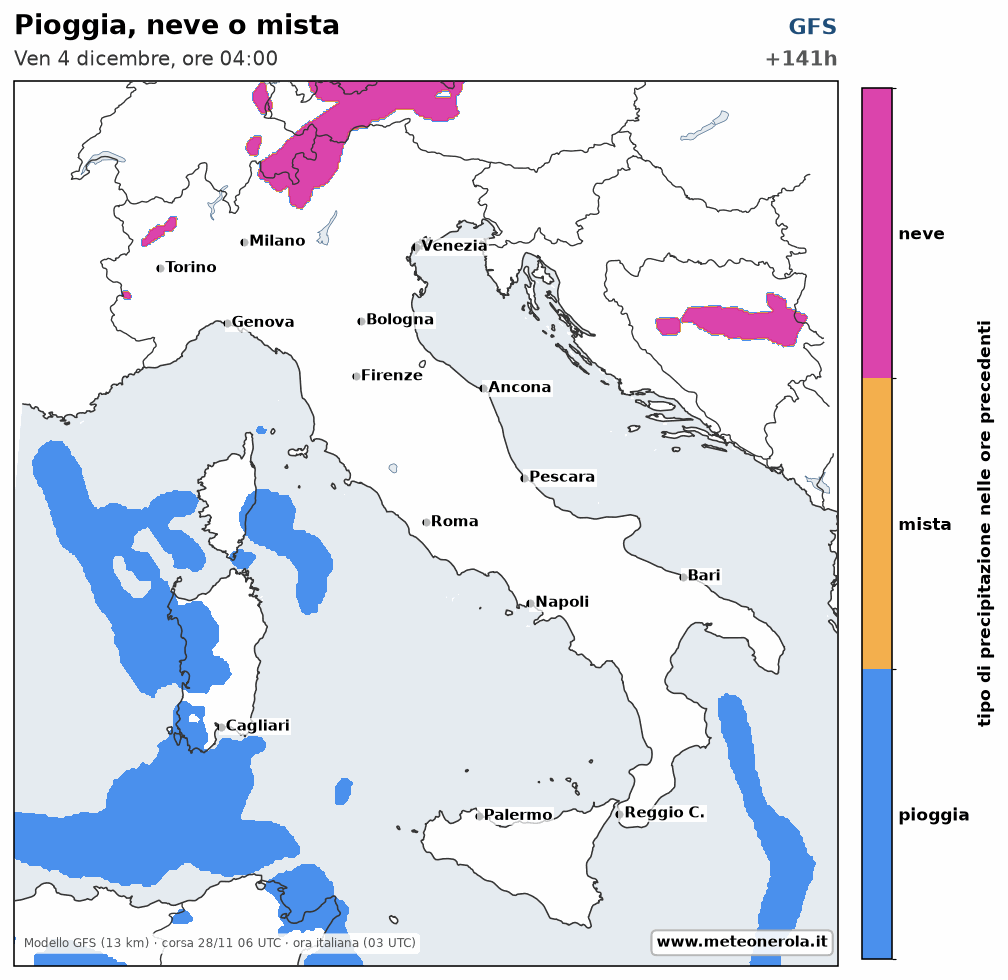 Pioggia, neve o mista
GFS
Ven 4 dicembre, ore 04:00
+141h
neve
Milano
Venezia
Torino
Genova
Bologna
Firenze
Ancona
Pescara
mista
Roma
Bari
Napoli
Cagliari
Palermo
Reggio C.
pioggia
tipo di precipitazione nelle ore precedenti
Modello GFS (13 km) · corsa 28/11 06 UTC · ora italiana (03 UTC)
www.meteonerola.it